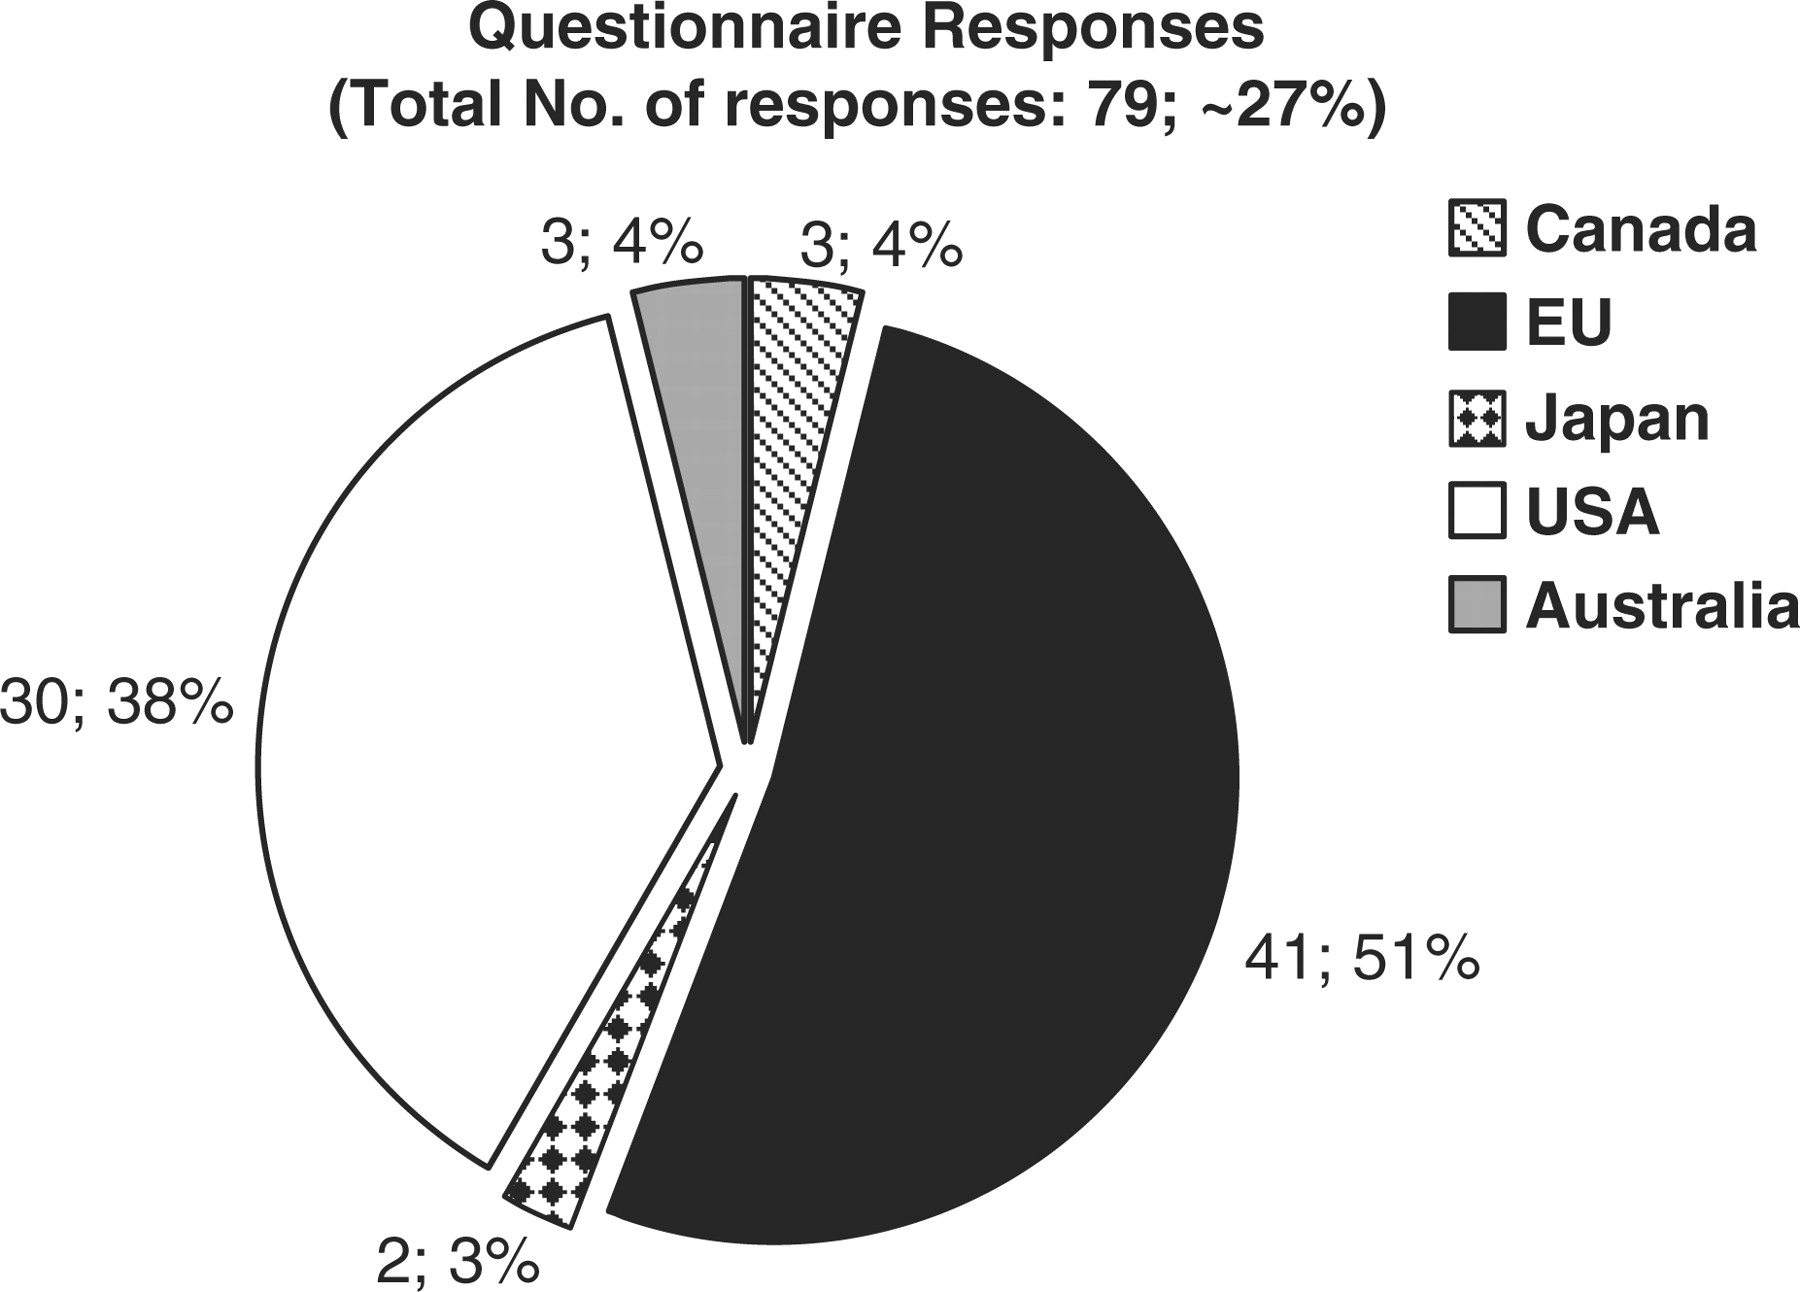 Questionnaire Responses
(Total No. of responses: 79; ~27%)
3; 4%
3; 4%
Canada
EU
Japan
USA
Australia
30; 38%
41; 51%
2; 3%